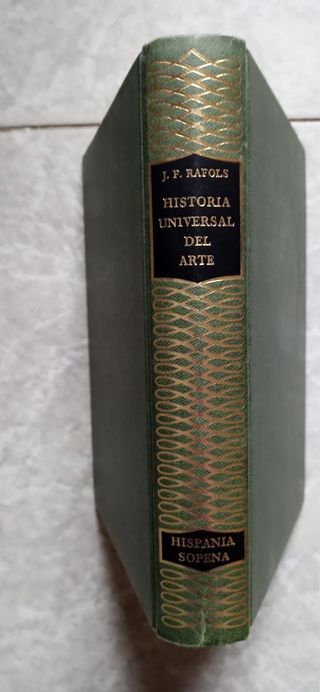 J. F. RAFOLS
HISTORIA
UNIVERSAL
DEL
ARTE
HISPANIA
SOPENA